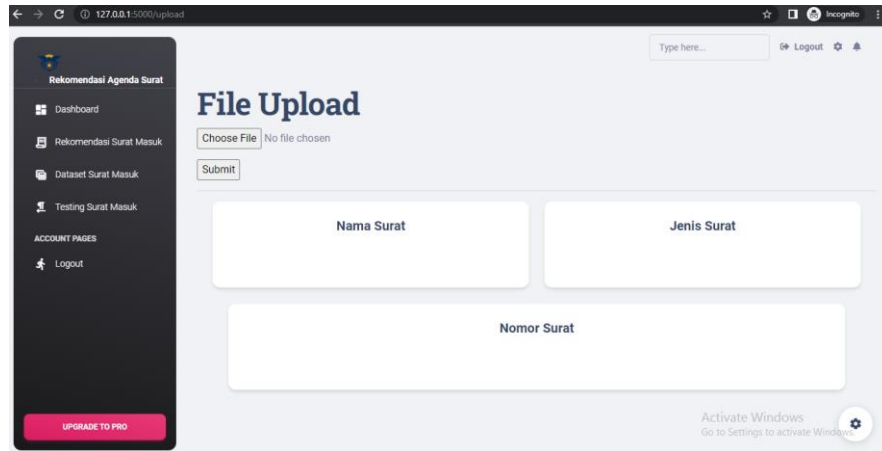 127.0.0.1:5000/upload
Incognito
Type here...
Logout
Rekomendasi Agenda Surat
Dashboard
Rekomendasi Surat Masuk
Dataset Surat Masuk
Testing Surat Masuk
ACCOUNT PAGES
Logout
UPGRADE TO PRO
File Upload
Choose File No file chosen
Submit
Nama Surat
Jenis Surat
Nomor Surat
Activate Windows
Go to Settings to activate Windows.